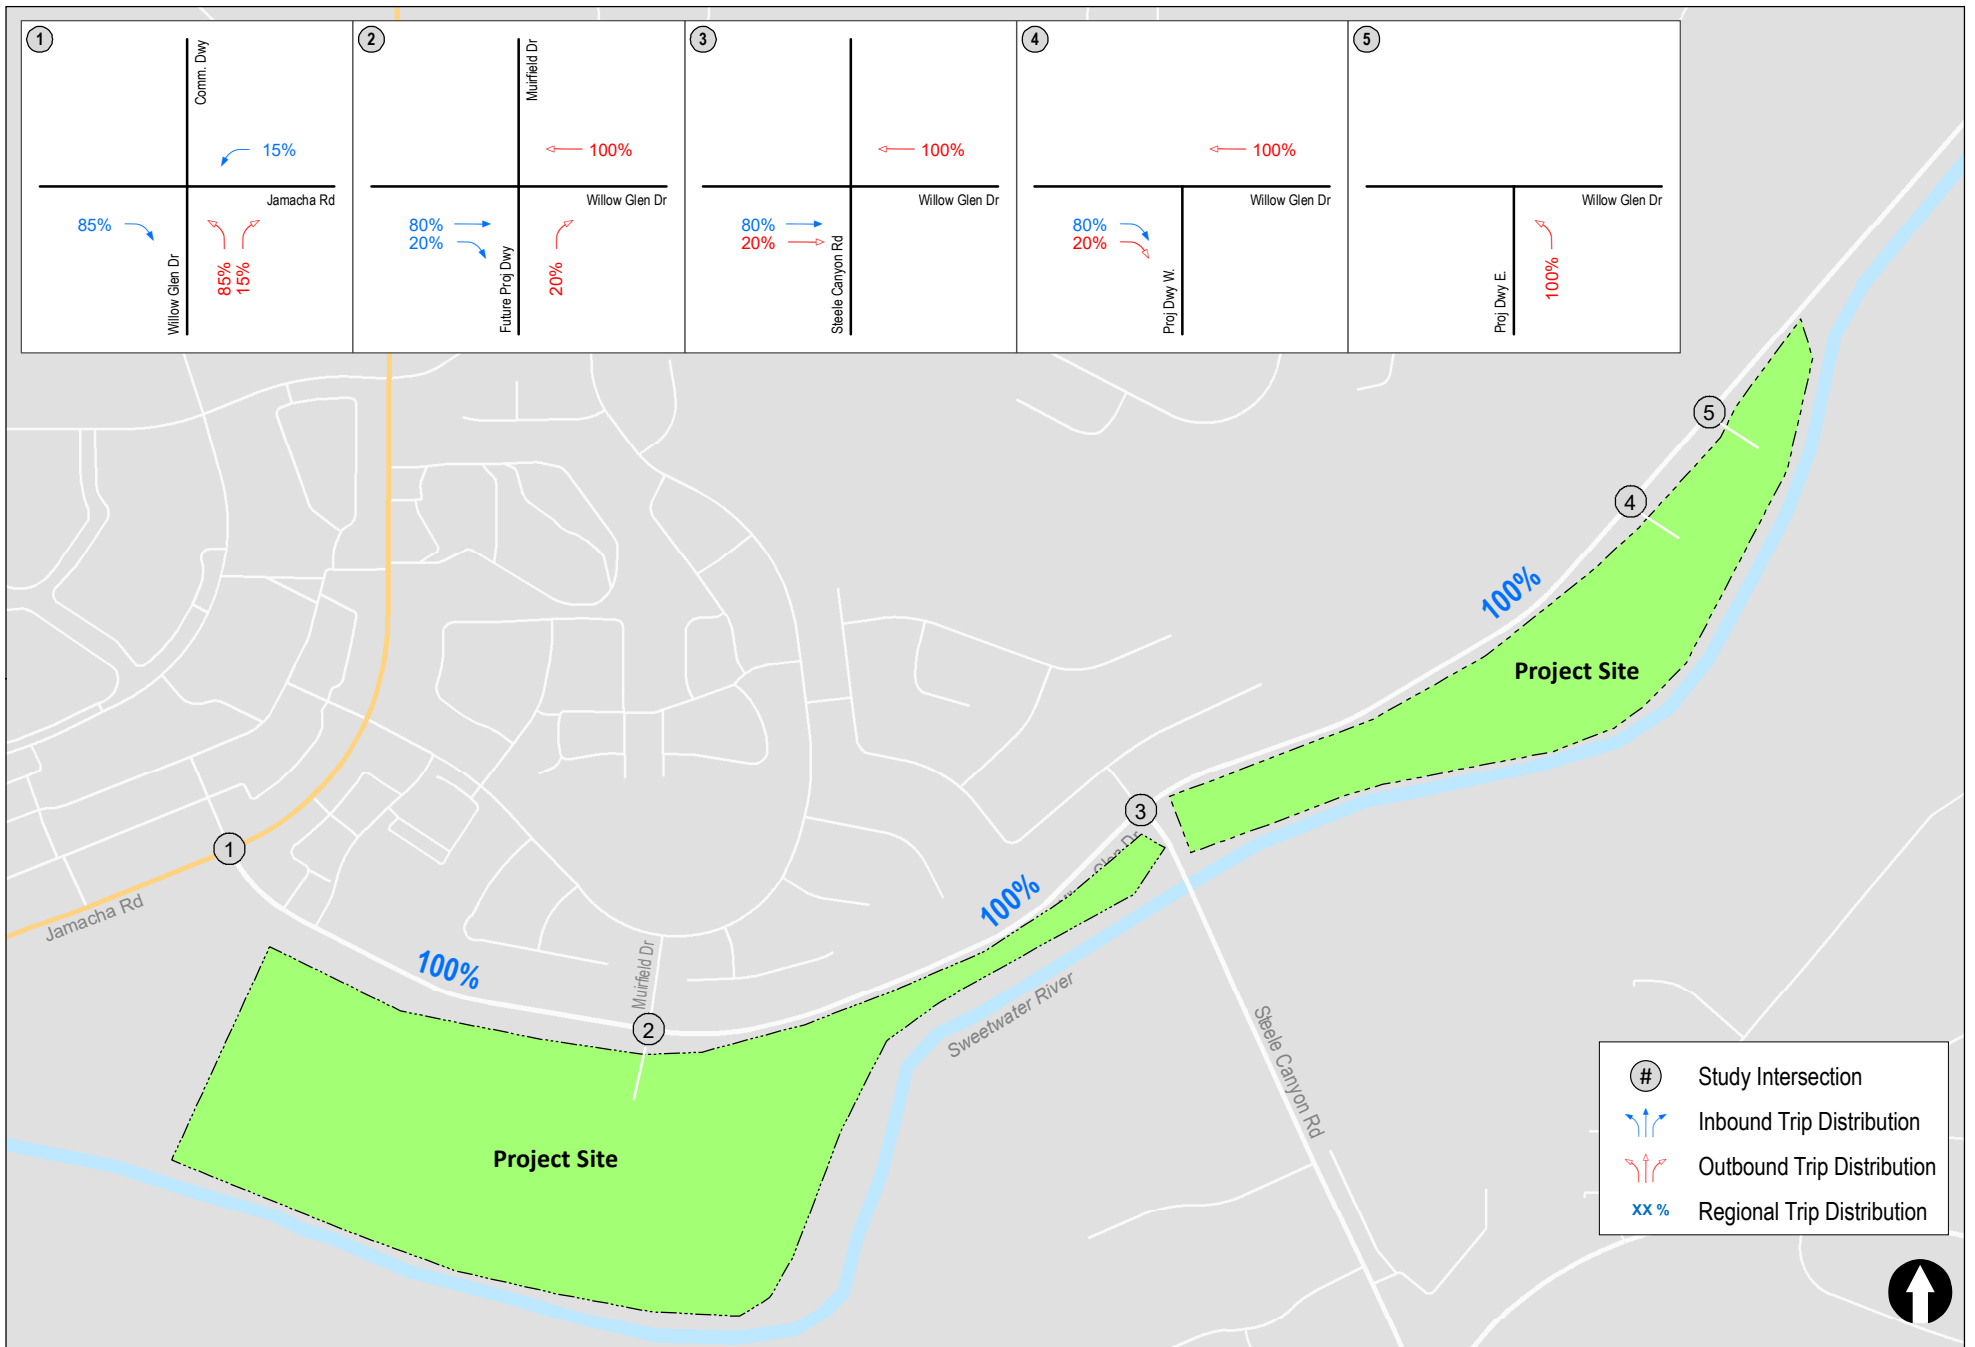 1
Comm. Dwy
15%
Jamacha Rd
85%
Willow Glen Dr
85%
15%
2
Muirfield Dr
100%
Willow Glen Dr
80%
20%
Future Proj Dwy
20%
3
100%
Willow Glen Dr
80%
20%
Steele Canyon Rd
4
100%
Willow Glen Dr
80%
20%
Proj Dwy W.
5
Willow Glen Dr
Proj Dwy E.
100%
5
4
100%
Project Site
3
Glen Dr
1
100%
Jamacha Rd
100%
Muirfield Dr
2
Sweetwater River
Steele Canyon Rd
Project Site
# Study Intersection
Inbound Trip Distribution
Outbound Trip Distribution
XX % Regional Trip Distribution